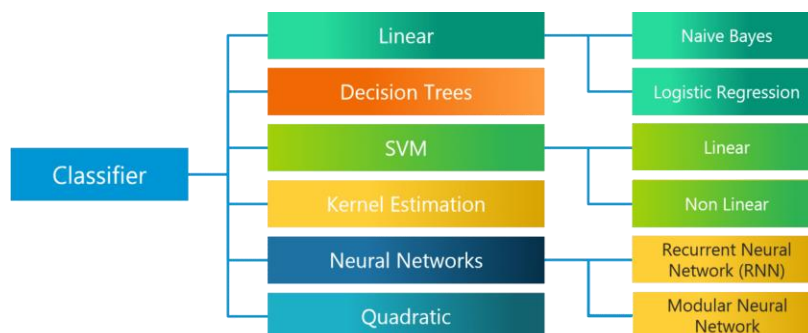 Classifier
Linear
Decision Trees
SVM
Kernel Estimation
Neural Networks
Quadratic
Naive Bayes
Logistic Regression
Linear
Non Linear
Recurrent Neural
Network (RNN)
Modular Neural
Network